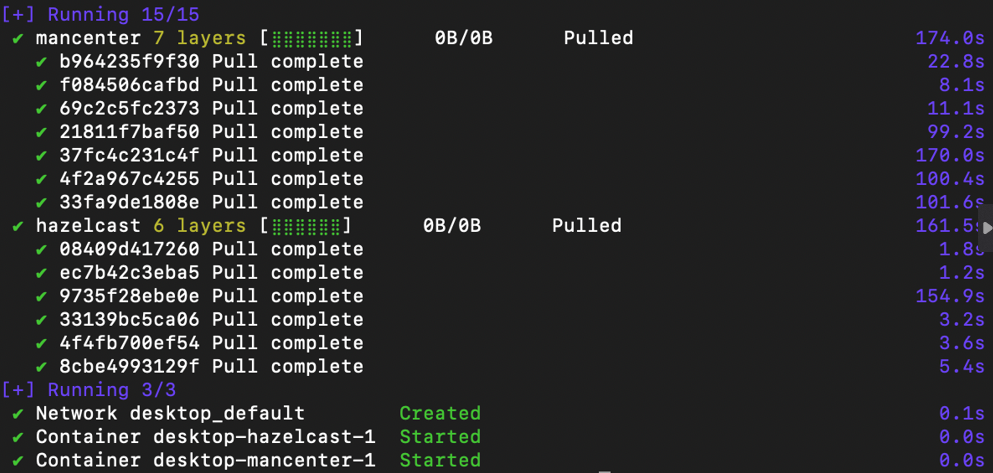 [+] Running 15/15
✔ mancenter 7 layers [⣿⣿⣿⣿⣿⣿⣿] 0B/0B Pulled 174.0s
✔ b964235f9f30 Pull complete 22.8s
✔ f084506cafbd Pull complete 8.1s
✔ 69c2c5fc2373 Pull complete 11.1s
✔ 21811f7baf50 Pull complete 99.2s
✔ 37fc4c231c4f Pull complete 170.0s
✔ 4f2a967c4255 Pull complete 100.4s
✔ 33fa9de1808e Pull complete 101.6s
✔ hazelcast 6 layers [⣿⣿⣿⣿⣿⣿] 0B/0B Pulled 161.5s
✔ 08409d417260 Pull complete 1.8s
✔ ec7b42c3eba5 Pull complete 1.2s
✔ 9735f28ebe0e Pull complete 154.9s
✔ 33139bc5ca06 Pull complete 3.2s
✔ 4f4fb700ef54 Pull complete 3.6s
✔ 8cbe4993129f Pull complete 5.4s
[+] Running 3/3
✔ Network desktop_default Created 0.1s
✔ Container desktop-hazelcast-1 Started 0.0s
✔ Container desktop-mancenter-1 Started 0.0s